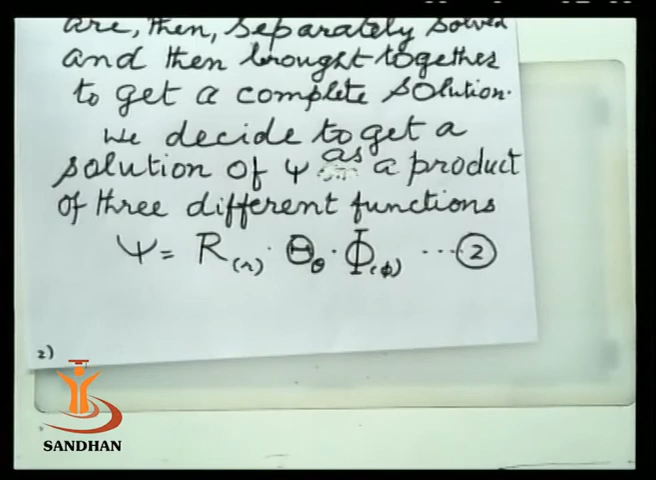 are, then, separately solved
and then brought together
to get a complete solution.
We decide to get a
solution of ψ as a product
of three different functions
ψ = R(r) · Θθ · Φ(ϕ) ... ②
2)
SANDHAN